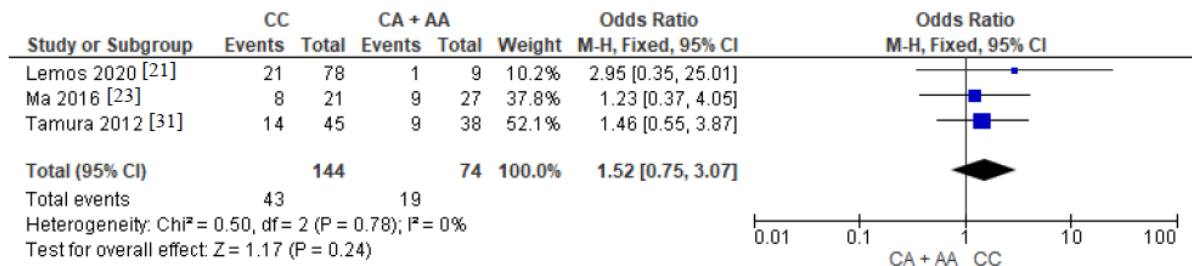 CC CA + AA Odds Ratio Odds Ratio
Study or Subgroup Events Total Events Total Weight M-H, Fixed, 95% CI M-H, Fixed, 95% CI
Lemos 2020 [21] 21 78 1 9 10.2% 2.95 [0.35, 25.01]
Ma 2016 [23] 8 21 9 27 37.8% 1.23 [0.37, 4.05]
Tamura 2012 [31] 14 45 9 38 52.1% 1.46 [0.55, 3.87]
Total (95% CI) 144 74 100.0% 1.52 [0.75, 3.07]
Total events 43 19
Heterogeneity: Chi² = 0.50, df = 2 (P = 0.78); I² = 0%
Test for overall effect: Z = 1.17 (P = 0.24)
0.01 0.1 1 10 100
CA + AA CC